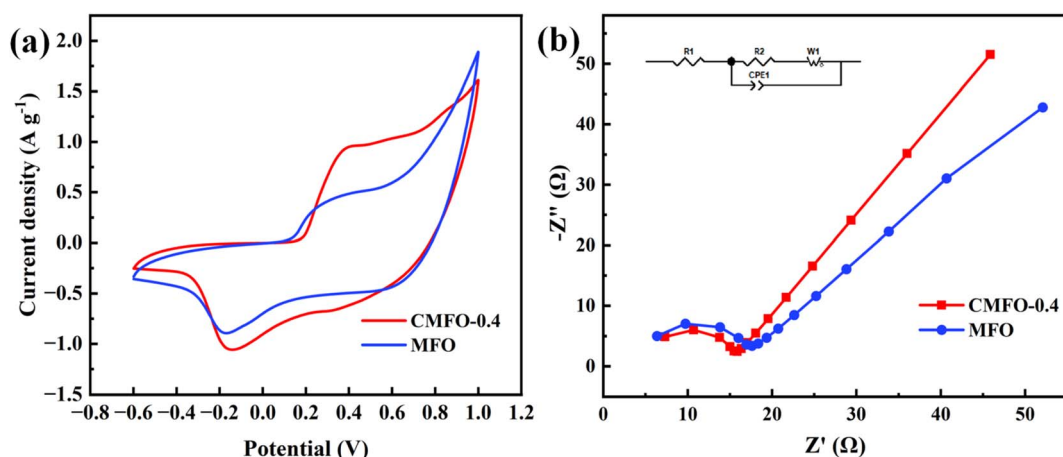 (a)
2.0
1.5
1.0
0.5
0.0
−0.5
−1.0
−1.5
Current density (A g⁻¹)
CMFO-0.4
MFO
−0.8 −0.6 −0.4 −0.2 0.0 0.2 0.4 0.6 0.8 1.0 1.2
Potential (V)
(b)
R1 R2 W1
CPE1
50
40
30
20
10
0
-Z'' (Ω)
CMFO-0.4
MFO
0 10 20 30 40 50
Z' (Ω)